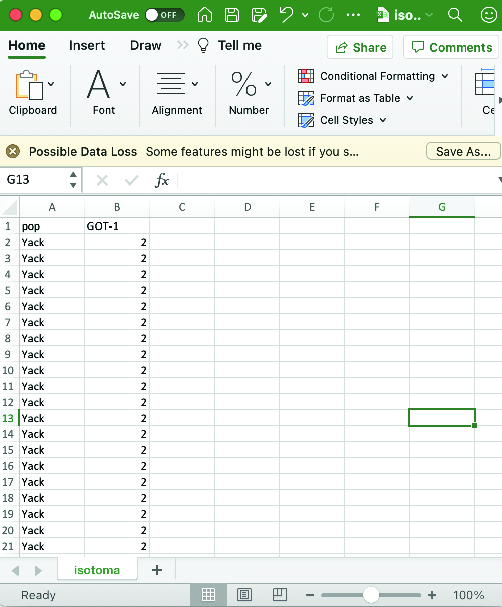 AutoSave OFF ... iso..
Home Insert Draw >> Tell me Share Comments
Clipboard Font Alignment Number
Conditional Formatting
Format as Table
Cell Styles
Ce
Possible Data Loss Some features might be lost if you s... Save As...
G13 fx
A B C D E F G
1 pop GOT-1
2 Yack 2
3 Yack 2
4 Yack 2
5 Yack 2
6 Yack 2
7 Yack 2
8 Yack 2
9 Yack 2
10 Yack 2
11 Yack 2
12 Yack 2
13 Yack 2
14 Yack 2
15 Yack 2
16 Yack 2
17 Yack 2
18 Yack 2
19 Yack 2
20 Yack 2
21 Yack 2
isotoma +
Ready - + 100%